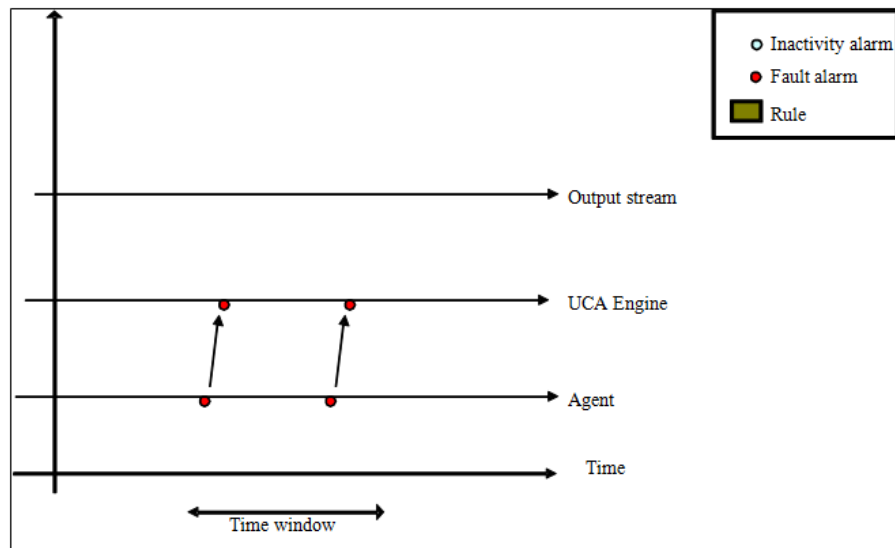 Inactivity alarm
Fault alarm
Rule
Output stream
UCA Engine
Agent
Time
Time window